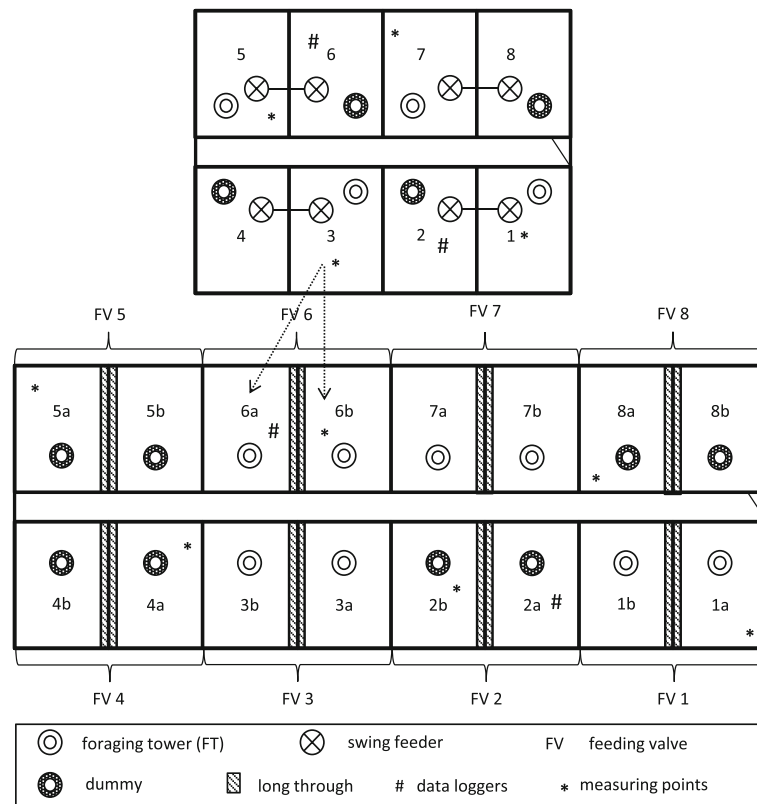 5 # 6 * 7 8
*
4 3 2 # 1 *
*
FV 5 FV 6 FV 7 FV 8
* 5a 5b 6a # 6b * 7a 7b 8a * 8b
4b 4a * 3b 3a 2b * 2a # 1b 1a *
FV 4 FV 3 FV 2 FV 1
foraging tower (FT) swing feeder FV feeding valve
dummy long through # data loggers * measuring points